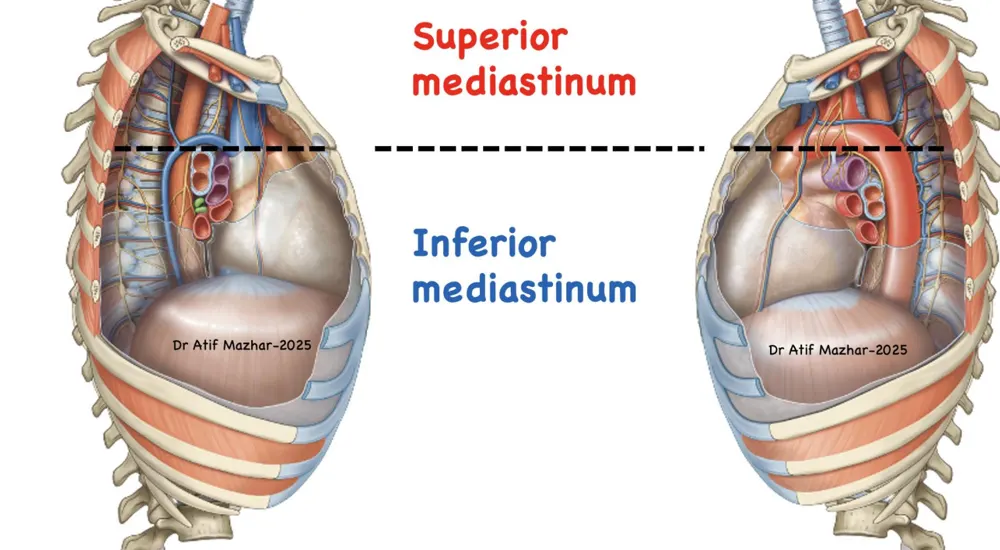 Superior
mediastinum
Inferior
mediastinum
Dr Atif Mazhar-2025
Dr Atif Mazhar-2025